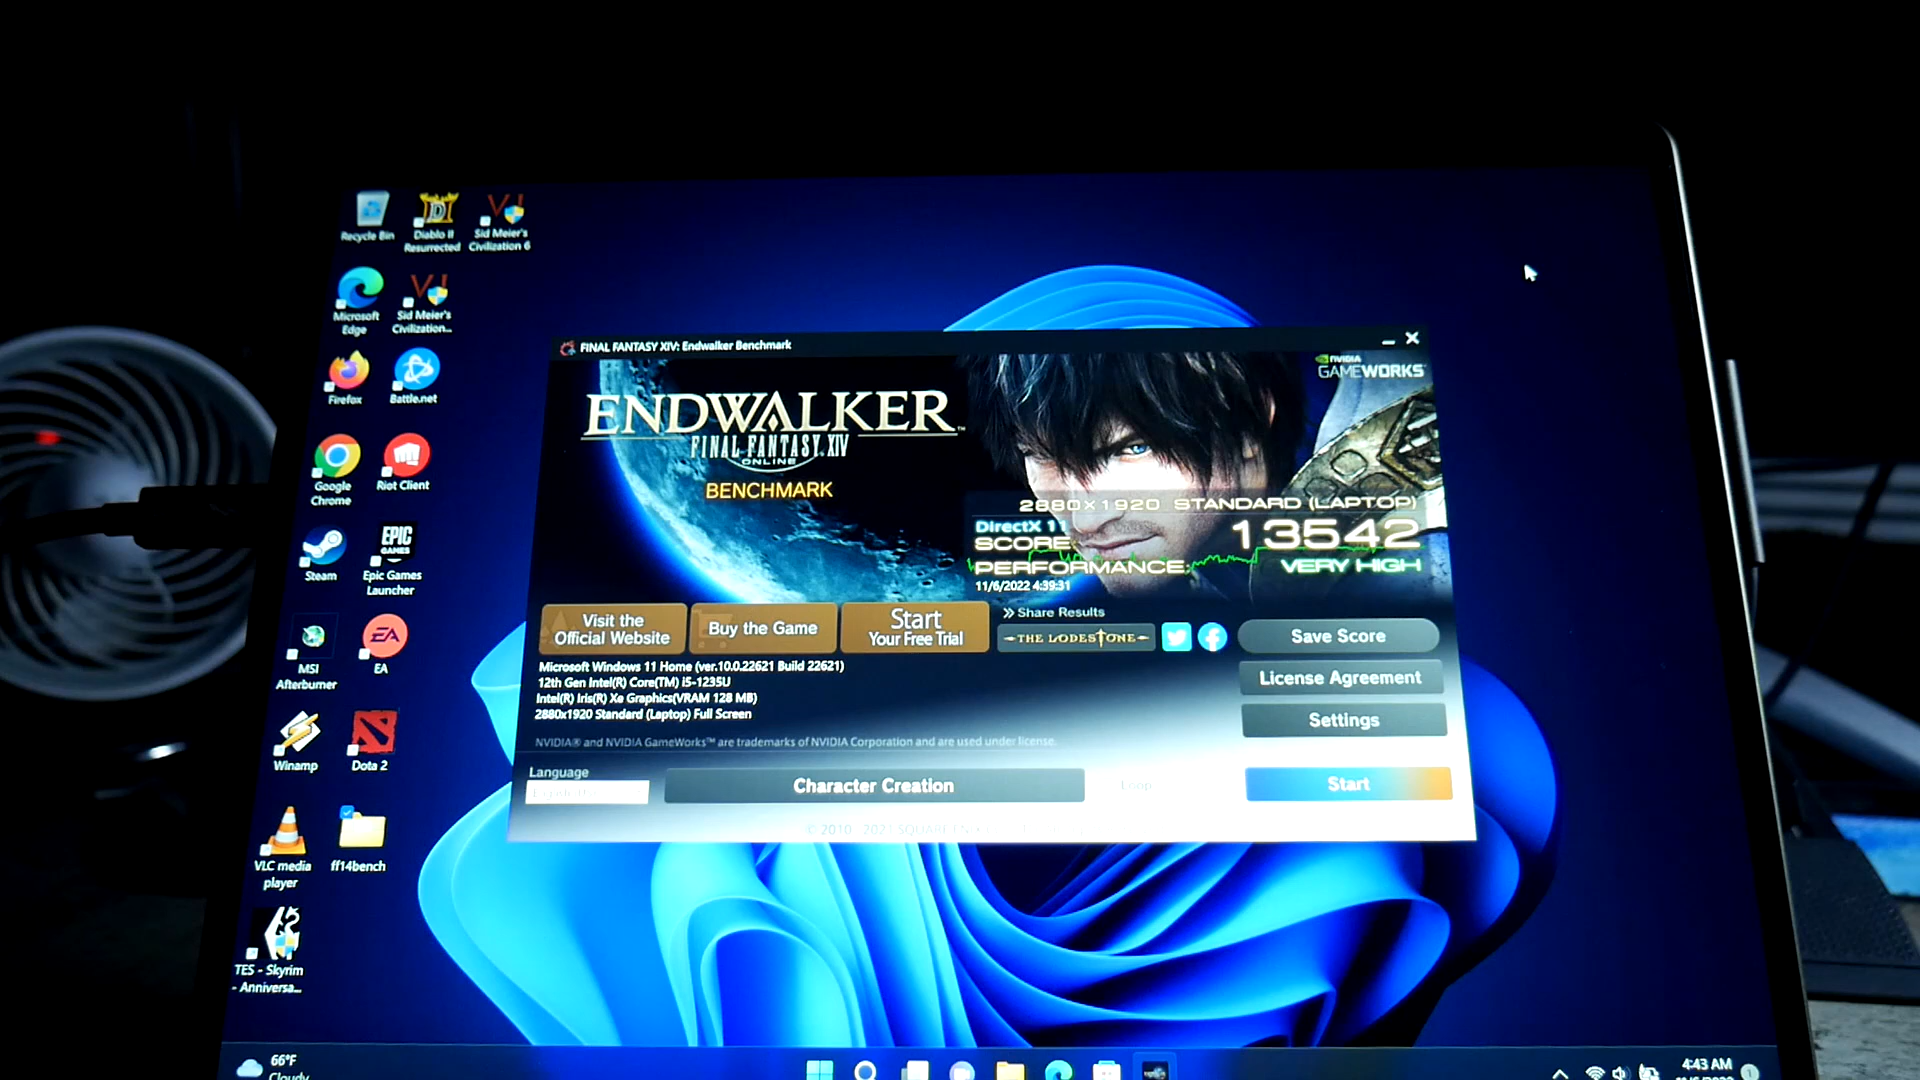 Recycle Bin
Diablo II
Resurrected
Sid Meier's
Civilization 6
Microsoft
Edge
Sid Meier's
Civilization...
Firefox
Battle.net
Google
Chrome
Riot Client
Steam
EPIC
GAMES
Epic Games
Launcher
MSI
Afterburner
EA
EA
Winamp
Dota 2
VLC media
player
ff14bench
TES - Skyrim
- Anniversa...
FINAL FANTASY XIV: Endwalker Benchmark
NVIDIA
GAMEWORKS
ENDWALKER
FINAL FANTASY XIV
ONLINE
BENCHMARK
2880X1920 STANDARD (LAPTOP)
DirectX 11
SCORE: 13542
PERFORMANCE: VERY HIGH
11/6/2022 4:39:31
Visit the
Official Website
Buy the Game
Start
Your Free Trial
Share Results
THE LODESTONE
Save Score
License Agreement
Settings
Microsoft Windows 11 Home (ver.10.0.22621 Build 22621)
12th Gen Intel(R) Core(TM) i5-1235U
Intel(R) Iris(R) Xe Graphics(VRAM 128 MB)
2880x1920 Standard (Laptop) Full Screen
NVIDIA® and NVIDIA GameWorks™ are trademarks of NVIDIA Corporation and are used under license.
Language
Character Creation
Loop
Start
66°F
Cloudy
4:43 AM